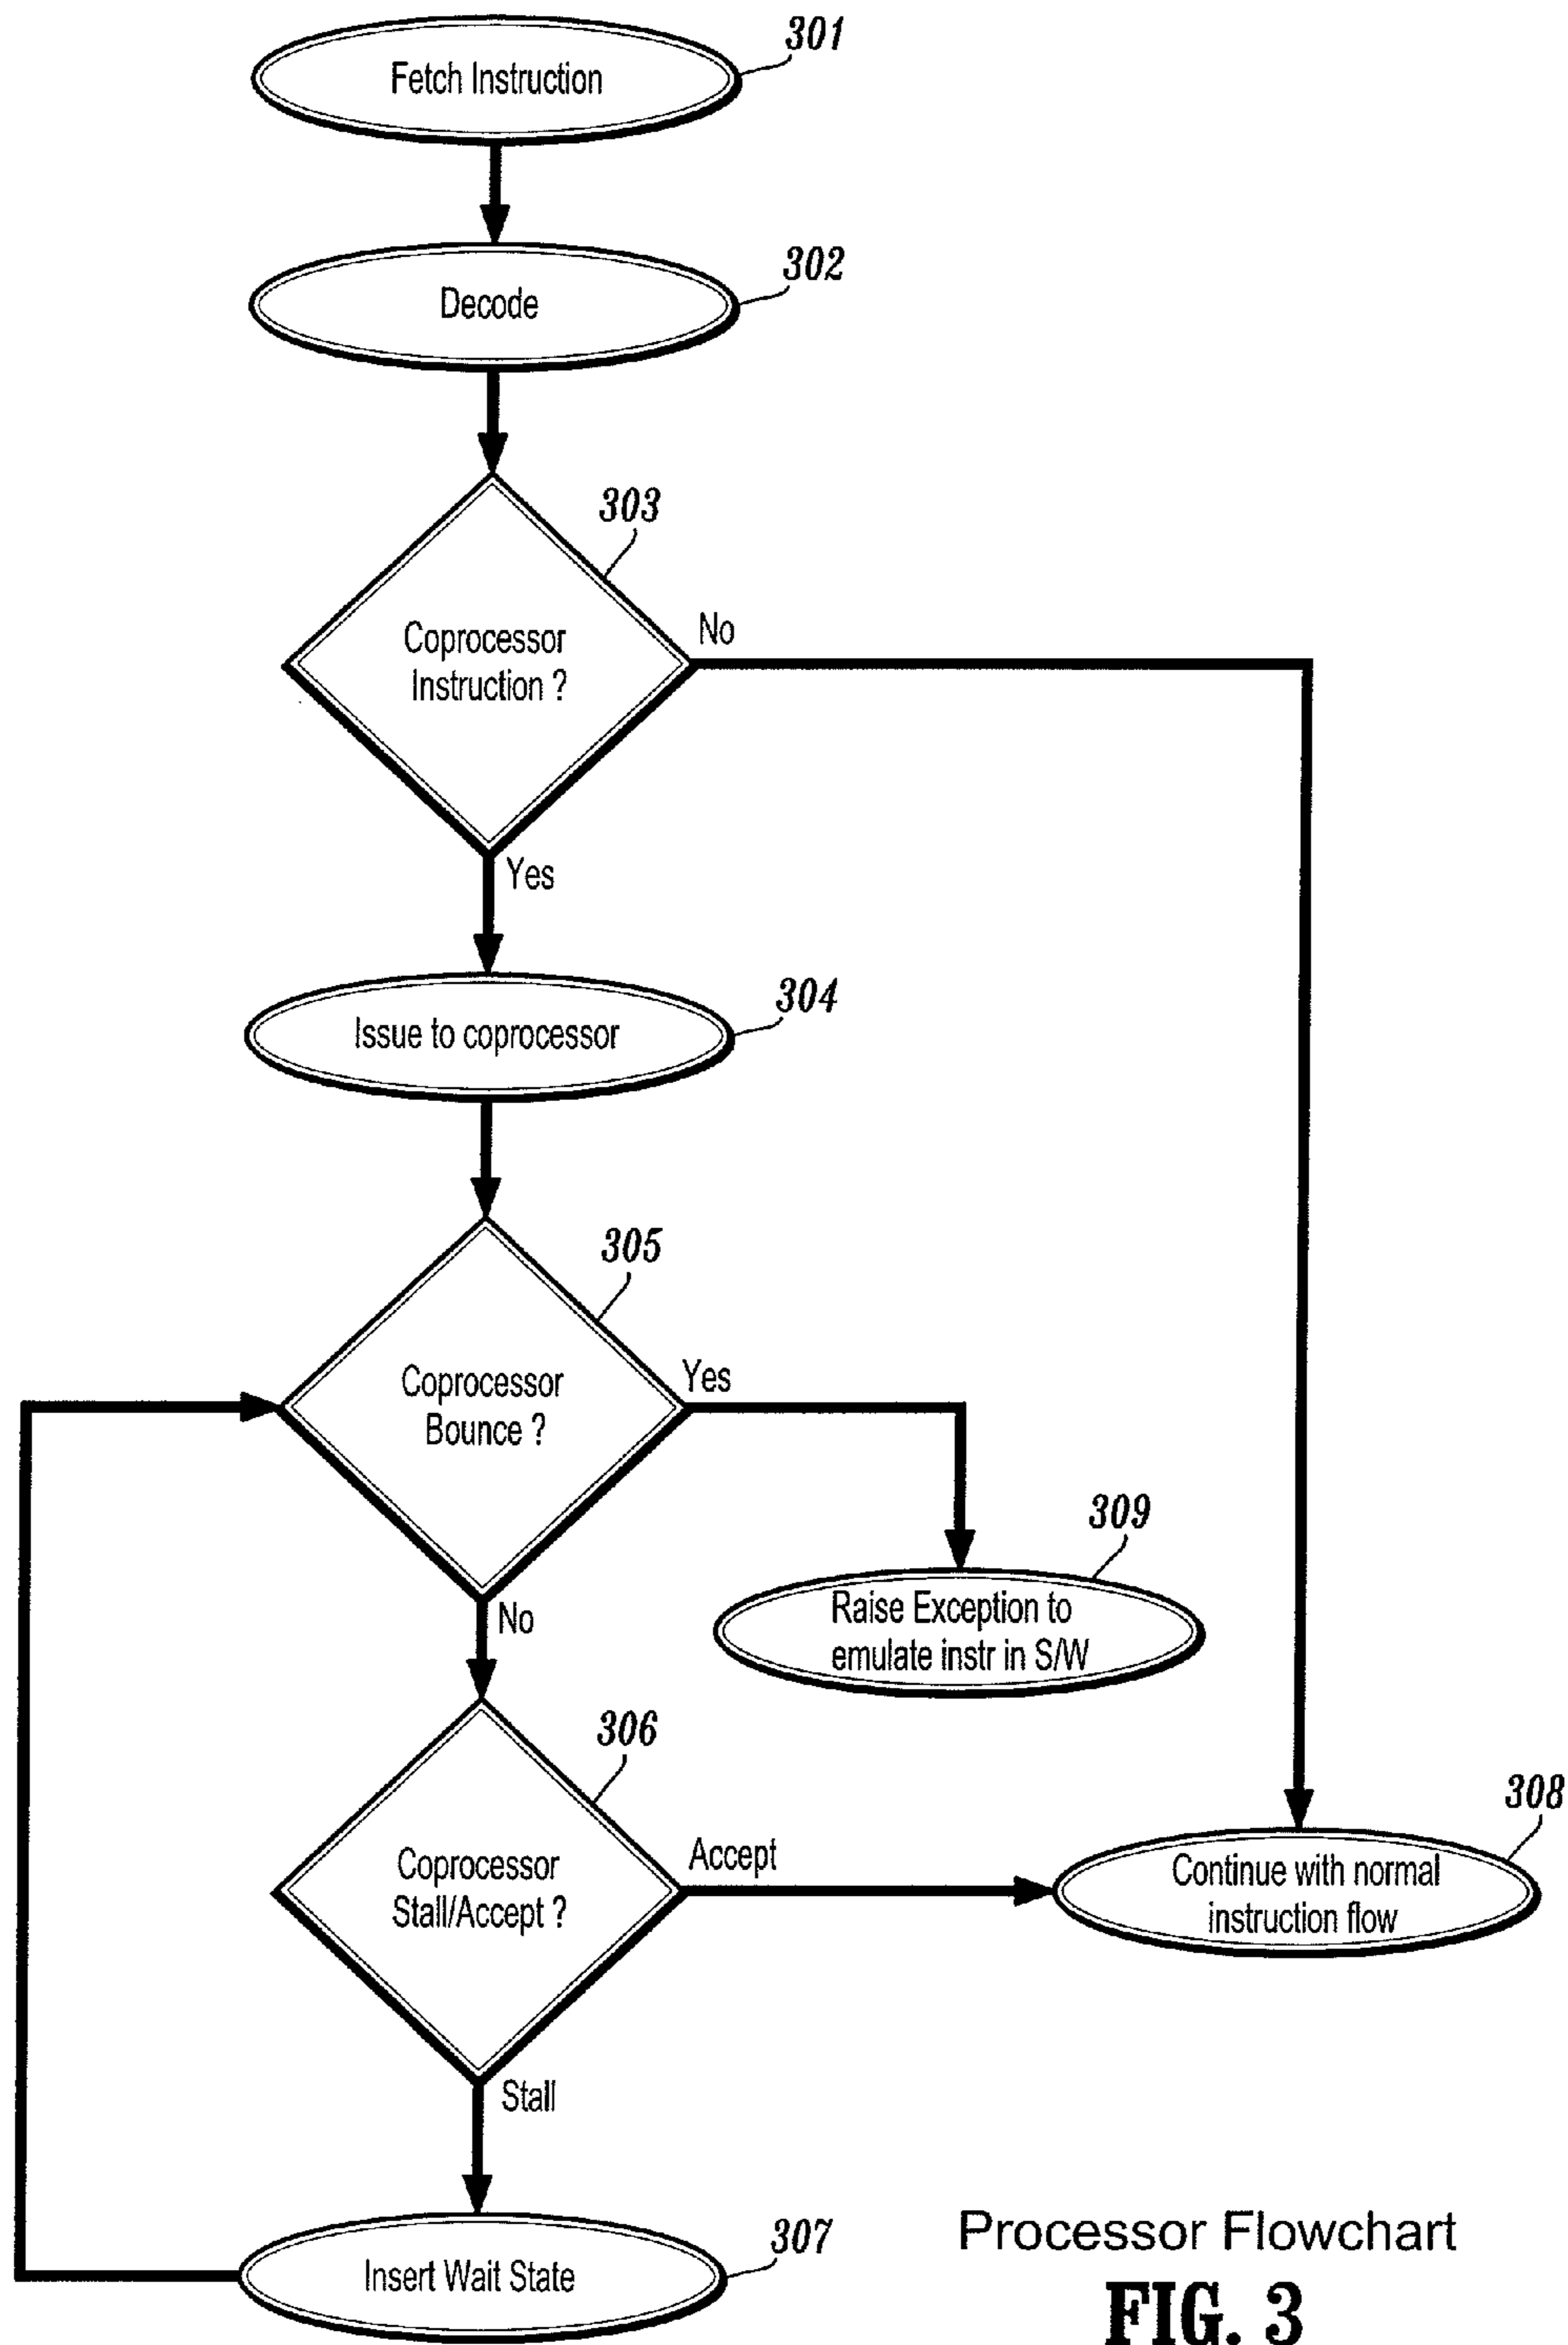 301
Fetch Instruction
302
Decode
303
Coprocessor
Instruction ?
No
Yes
304
Issue to coprocessor
305
Coprocessor
Bounce ?
Yes
No
309
Raise Exception to
emulate instr in S/W
306
Coprocessor
Stall/Accept ?
Accept
308
Continue with normal
instruction flow
Stall
307
Insert Wait State
Processor Flowchart
FIG. 3